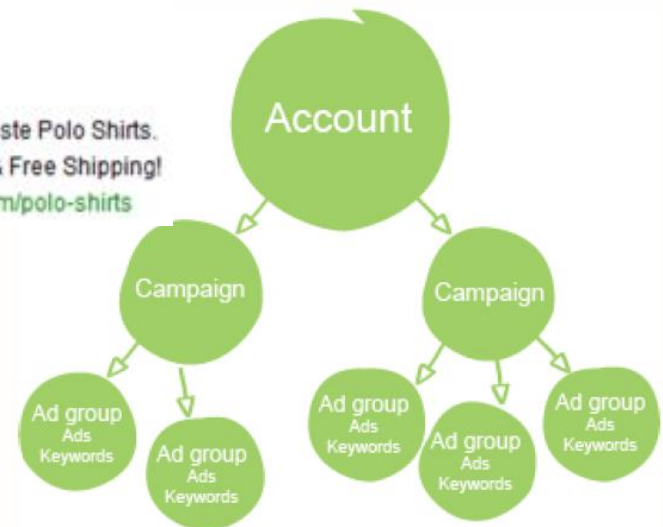 ste Polo Shirts.
Free Shipping!
m/polo-shirts
Account
Campaign
Campaign
Ad group
Ads
Keywords
Ad group
Ads
Keywords
Ad group
Ads
Keywords
Ad group
Ads
Keywords
Ad group
Ads
Keywords